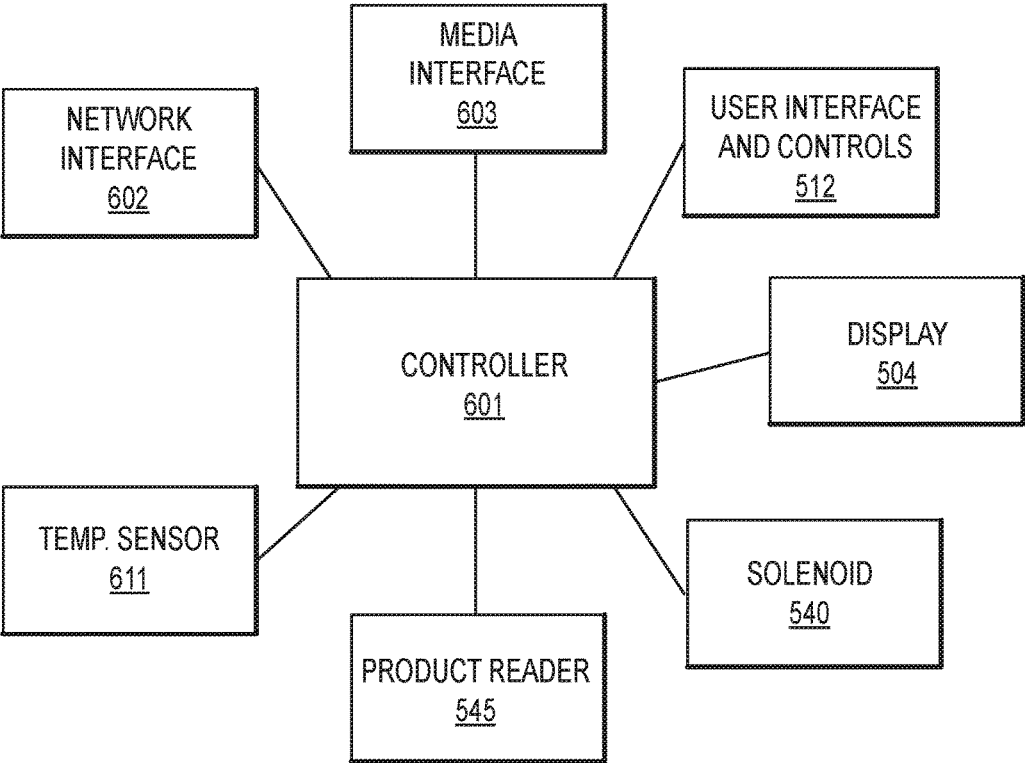 MEDIA
INTERFACE
603
NETWORK
INTERFACE
602
USER INTERFACE
AND CONTROLS
512
CONTROLLER
601
DISPLAY
504
TEMP. SENSOR
611
PRODUCT READER
545
SOLENOID
540